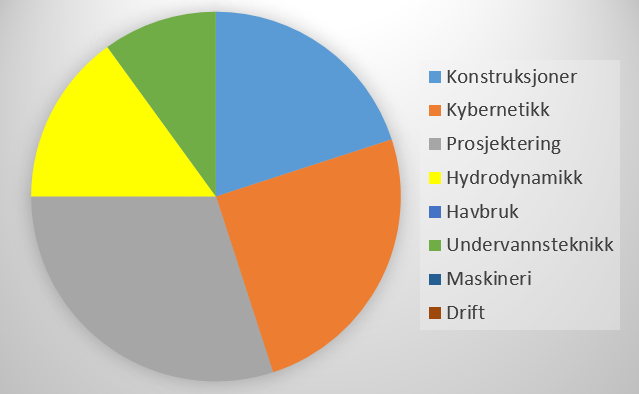 Konstruksjoner
Kybernetikk
Prosjektering
Hydrodynamikk
Havbruk
Undervannsteknikk
Maskineri
Drift